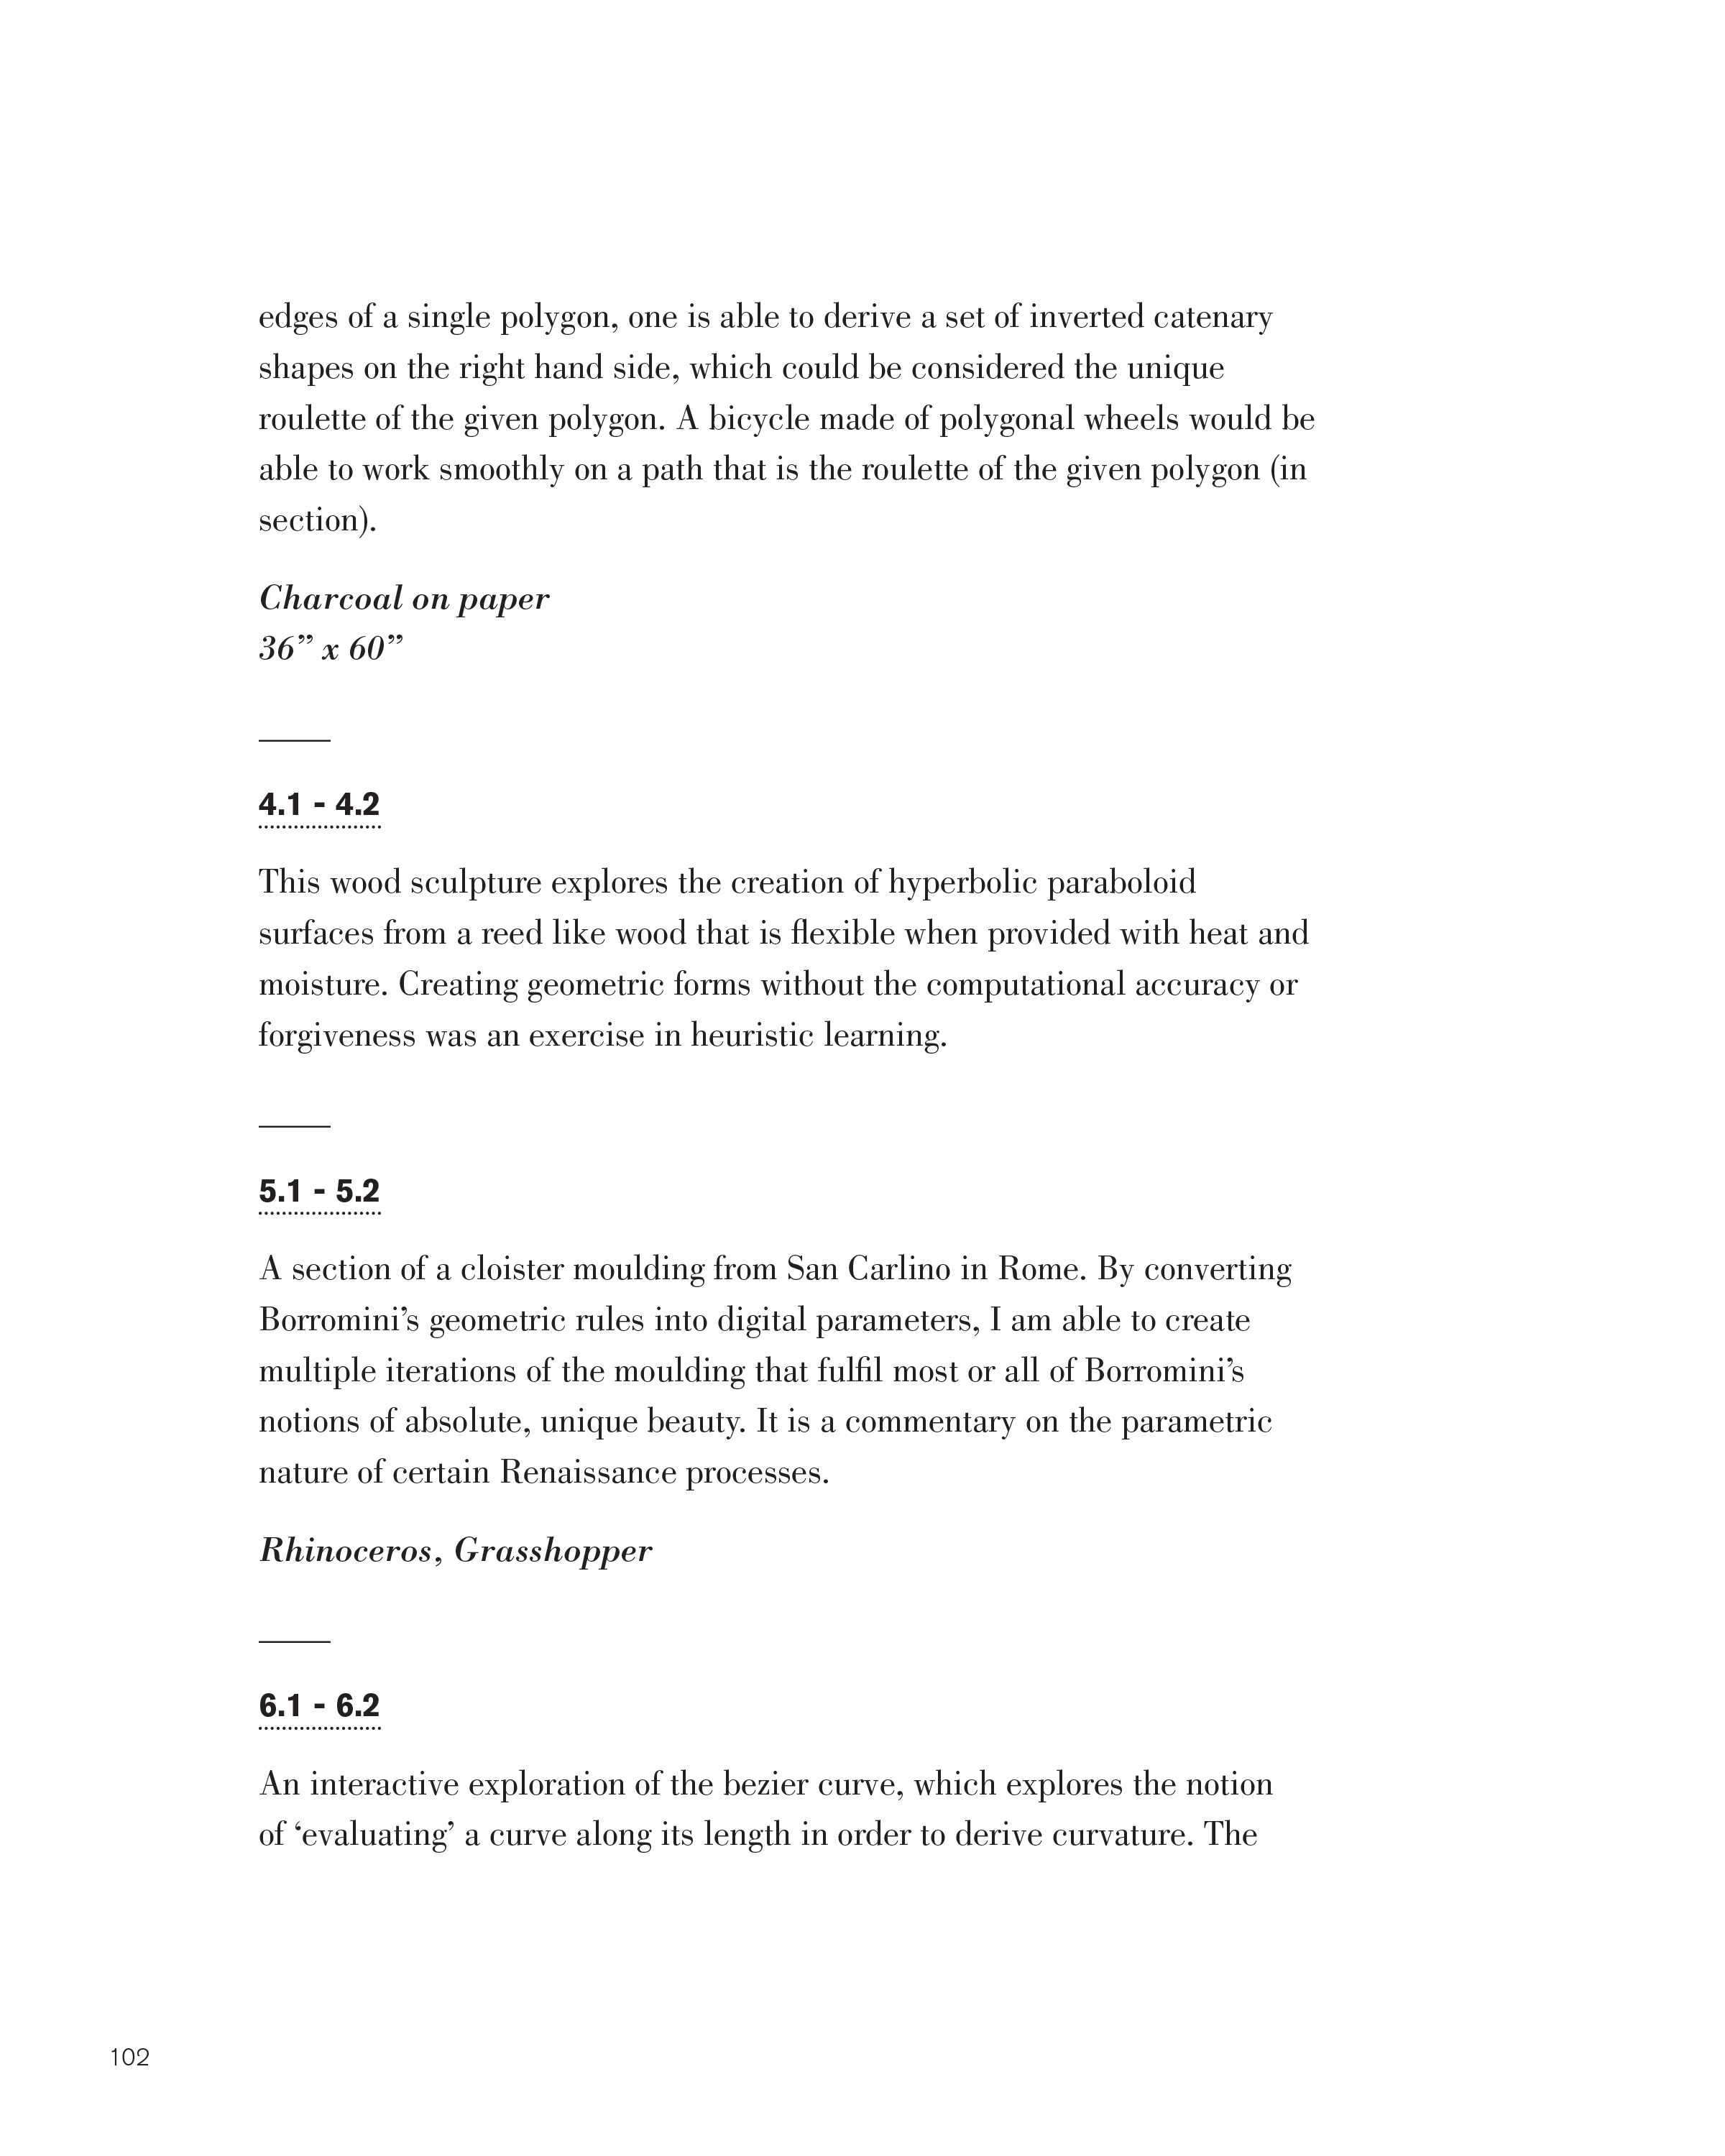 edges of a single polygon, one is able to derive a set of inverted catenary
shapes on the right hand side, which could be considered the unique
roulette of the given polygon. A bicycle made of polygonal wheels would be
able to work smoothly on a path that is the roulette of the given polygon (in
section).
Charcoal on paper
36” x 60”
4.1 - 4.2
This wood sculpture explores the creation of hyperbolic paraboloid
surfaces from a reed like wood that is flexible when provided with heat and
moisture. Creating geometric forms without the computational accuracy or
forgiveness was an exercise in heuristic learning.
5.1 - 5.2
A section of a cloister moulding from San Carlino in Rome. By converting
Borromini’s geometric rules into digital parameters, I am able to create
multiple iterations of the moulding that fulfil most or all of Borromini’s
notions of absolute, unique beauty. It is a commentary on the parametric
nature of certain Renaissance processes.
Rhinoceros, Grasshopper
6.1 - 6.2
An interactive exploration of the bezier curve, which explores the notion
of ‘evaluating’ a curve along its length in order to derive curvature. The
102